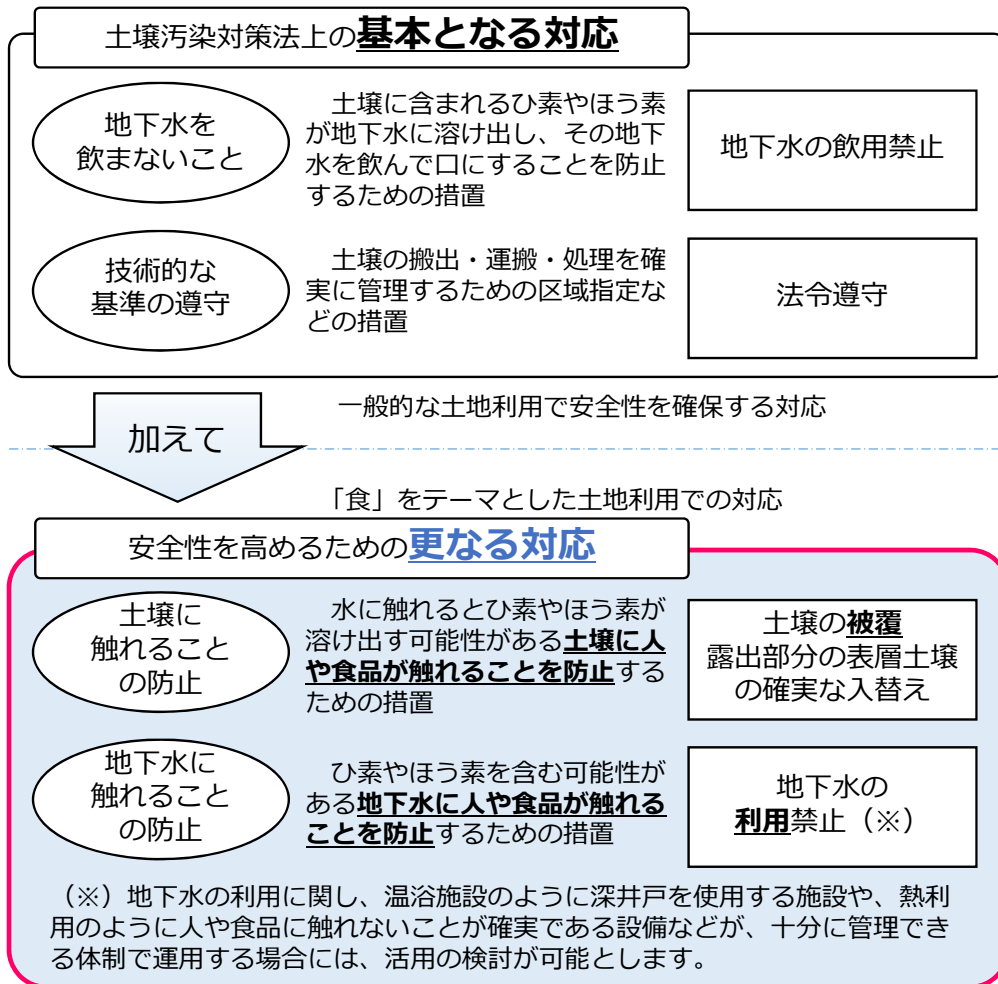 土壌汚染対策法上の基本となる対応
地下水を
飲まないこと
土壌に含まれるひ素やほう素
が地下水に溶け出し、その地下
水を飲んで口にすることを防止
するための措置
地下水の飲用禁止
技術的な
基準の遵守
土壌の搬出・運搬・処理を確
実に管理するための区域指定な
どの措置
法令遵守
加えて
一般的な土地利用で安全性を確保する対応
「食」をテーマとした土地利用での対応
安全性を高めるための更なる対応
土壌に
触れること
の防止
水に触れるとひ素やほう素が
溶け出す可能性がある土壌に人
や食品が触れることを防止する
ための措置
土壌の被覆
露出部分の表層土壌
の確実な入替え
地下水に
触れること
の防止
ひ素やほう素を含む可能性が
ある地下水に人や食品が触れる
ことを防止するための措置
地下水の
利用禁止（※）
（※）地下水の利用に関し、温浴施設のように深井戸を使用する施設や、熱利
用のように人や食品に触れないことが確実である設備などが、十分に管理でき
る体制で運用する場合には、活用の検討が可能とします。